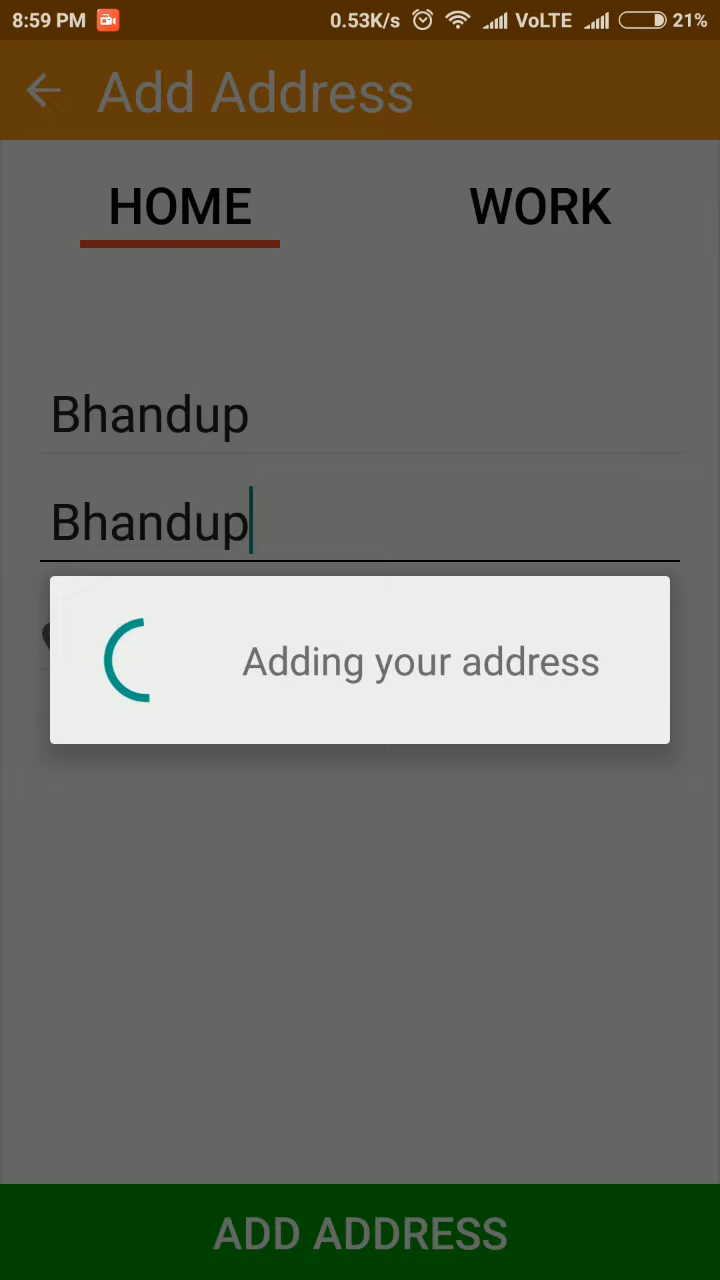 8:59 PM 0.53K/s VoLTE 21%
Add Address
HOME WORK
Bhandup
Bhandup
Adding your address
ADD ADDRESS